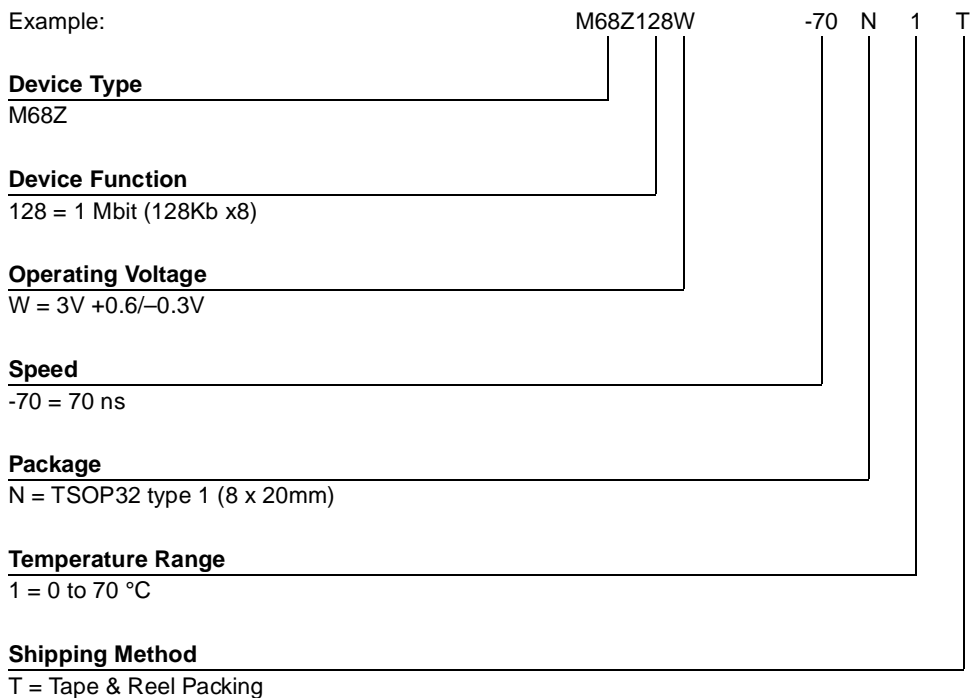 Example: M68Z128W -70 N 1 T
Device Type
M68Z
Device Function
128 = 1 Mbit (128Kb x8)
Operating Voltage
W = 3V +0.6/–0.3V
Speed
-70 = 70 ns
Package
N = TSOP32 type 1 (8 x 20mm)
Temperature Range
1 = 0 to 70 °C
Shipping Method
T = Tape & Reel Packing